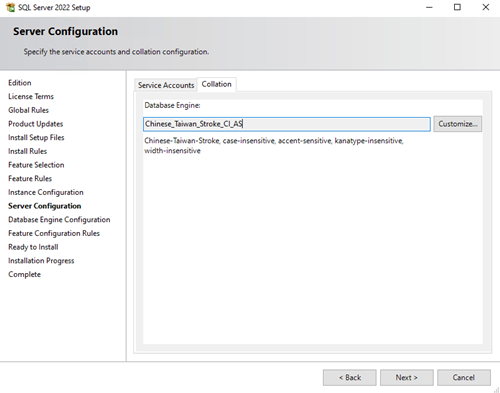 SQL Server 2022 Setup
Server Configuration
Specify the service accounts and collation configuration.
Edition
License Terms
Global Rules
Product Updates
Install Setup Files
Install Rules
Feature Selection
Feature Rules
Instance Configuration
Server Configuration
Database Engine Configuration
Feature Configuration Rules
Ready to Install
Installation Progress
Complete
Service Accounts Collation
Database Engine:
Chinese_Taiwan_Stroke_CI_AS Customize...
Chinese-Taiwan-Stroke, case-insensitive, accent-sensitive, kanatype-insensitive,
width-insensitive
< Back Next > Cancel